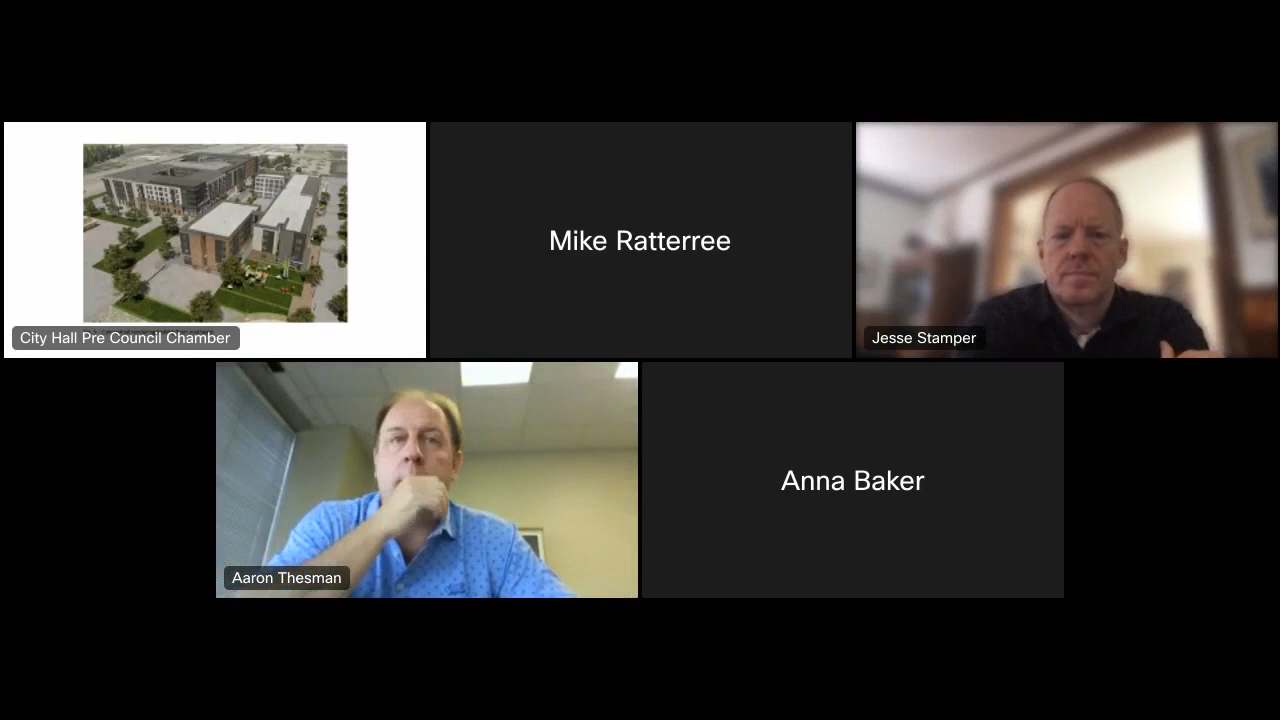 City Hall Pre Council Chamber
Mike Ratterree
Jesse Stamper
Aaron Thesman
Anna Baker